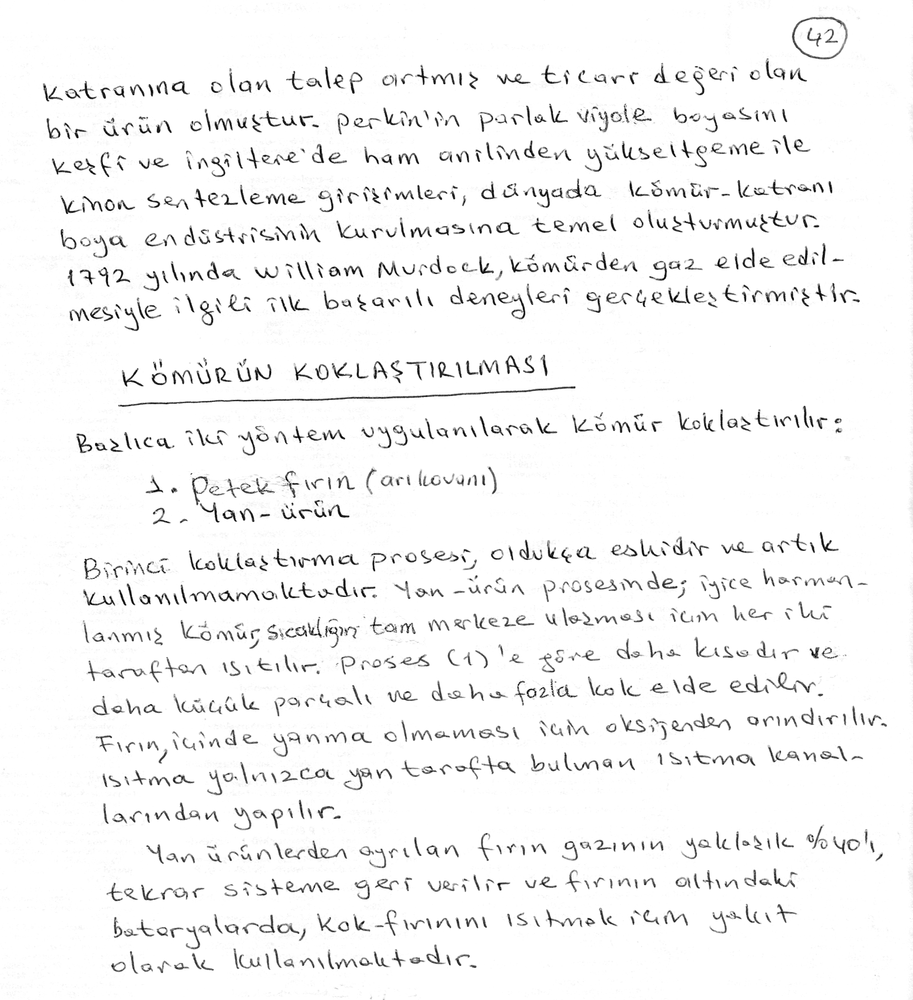 42
katranına olan talep artmış ve ticari değeri olan
bir ürün olmuştur. Perkin'in parlak viyole boyasını
keşfi ve İngiltere'de ham anilinden yükseltgeme ile
kinon sentezleme girişimleri, dünyada kömür-katranı
boya endüstrisinin kurulmasına temel oluşturmuştur.
1792 yılında William Murdock, kömürden gaz elde edil-
mesiyle ilgili ilk başarılı deneyleri gerçekleştirmiştir.
KÖMÜRÜN KOKLAŞTIRILMASI
Başlıca iki yöntem uygulanılarak kömür koklaştırılır:
1. Petek fırın (arı kovanı)
2. Yan-ürün
Birinci koklaştırma prosesi, oldukça eskidir ve artık
kullanılmamaktadır. Yan-ürün prosesinde; iyice harman-
lanmış kömür, sıcaklığın tam merkeze ulaşması için her iki
taraftan ısıtılır. Proses (1)'e göre daha kısadır ve
daha küçük parçalı ve daha fazla kok elde edilir.
Fırın, içinde yanma olmaması için oksijenden arındırılır.
Isıtma yalnızca yan tarafta bulunan ısıtma kanal-
larından yapılır.
Yan ürünlerden ayrılan fırın gazının yaklaşık %40'ı,
tekrar sisteme geri verilir ve fırının altındaki
bataryalarda, kok-fırınını ısıtmak için yakıt
olarak kullanılmaktadır.